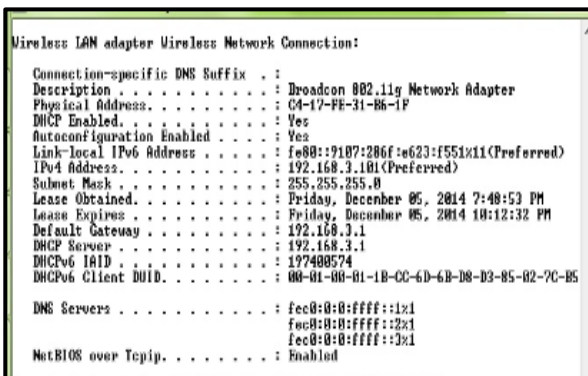 Wireless LAN adapter Wireless Network Connection:
Connection-specific DNS Suffix . :
Description . . . . . . . . . . . : Broadcom 802.11g Network Adapter
Physical Address. . . . . . . . . : C4-17-FE-31-B6-1F
DHCP Enabled. . . . . . . . . . . : Yes
Autoconfiguration Enabled . . . . : Yes
Link-local IPv6 Address . . . . . : fe80::9107:286f:e623:f551%11(Preferred)
IPv4 Address. . . . . . . . . . . : 192.168.3.101(Preferred)
Subnet Mask . . . . . . . . . . . : 255.255.255.0
Lease Obtained. . . . . . . . . . : Friday, December 05, 2014 7:48:53 PM
Lease Expires . . . . . . . . . . : Friday, December 05, 2014 10:12:32 PM
Default Gateway . . . . . . . . . : 192.168.3.1
DHCP Server . . . . . . . . . . . : 192.168.3.1
DHCPv6 IAID . . . . . . . . . . . : 197400574
DHCPv6 Client DUID. . . . . . . . : 00-01-00-01-1B-CC-6D-6B-D8-D3-85-82-7C-B5
DNS Servers . . . . . . . . . . . : fec0:0:0:ffff::1%1
fec0:0:0:ffff::2%1
fec0:0:0:ffff::3%1
NetBIOS over Tcpip. . . . . . . . : Enabled